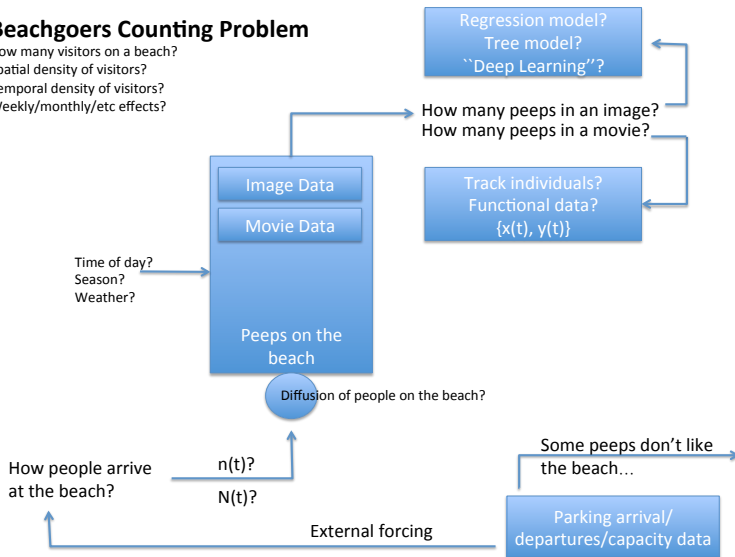 Beachgoers Counting Problem
ow many visitors on a beach?
patial density of visitors?
emporal density of visitors?
Weekly/monthly/etc effects?
Regression model?
Tree model?
``Deep Learning''?
How many peeps in an image?
How many peeps in a movie?
Track individuals?
Functional data?
{x(t), y(t)}
Image Data
Movie Data
Time of day?
Season?
Weather?
Peeps on the
beach
Diffusion of people on the beach?
How people arrive
at the beach?
n(t)?
N(t)?
Some peeps don't like
the beach…
External forcing
Parking arrival/
departures/capacity data